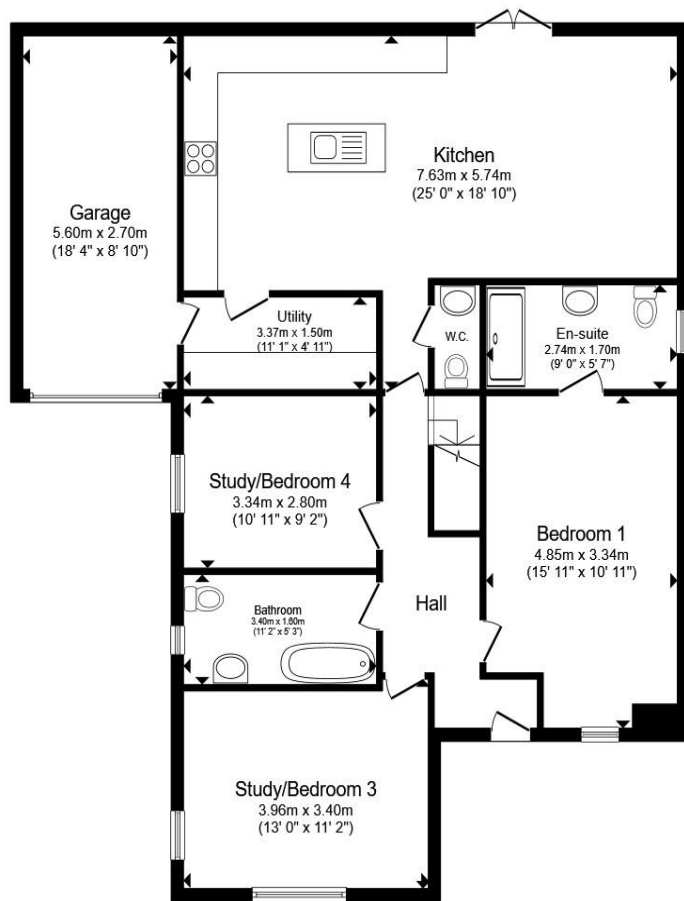 Kitchen
7.63m x 5.74m
(25' 0" x 18' 10")
Garage
5.60m x 2.70m
(18' 4" x 8' 10")
Utility
3.37m x 1.50m
(11' 1" x 4' 11")
W.C.
En-suite
2.74m x 1.70m
(9' 0" x 5' 7")
Study/Bedroom 4
3.34m x 2.80m
(10' 11" x 9' 2")
Bedroom 1
4.85m x 3.34m
(15' 11" x 10' 11")
Hall
Bathroom
3.40m x 1.60m
(11' 2" x 5' 3")
Study/Bedroom 3
3.96m x 3.40m
(13' 0" x 11' 2")